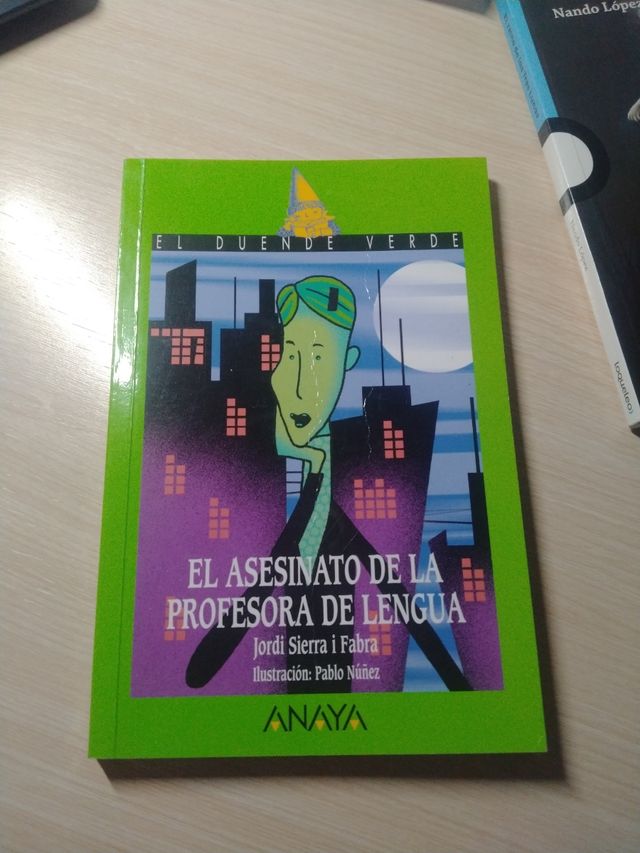 EL DUENDE VERDE
EL ASESINATO DE LA
PROFESORA DE LENGUA
Jordi Sierra i Fabra
Ilustración: Pablo Núñez
ANAYA
Nando López
loqueleo